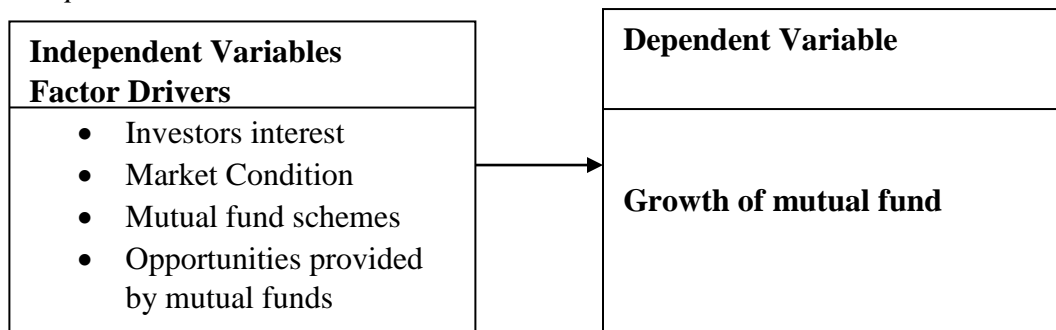 Independent Variables
Factor Drivers
• Investors interest
• Market Condition
• Mutual fund schemes
• Opportunities provided
by mutual funds
Dependent Variable
Growth of mutual fund